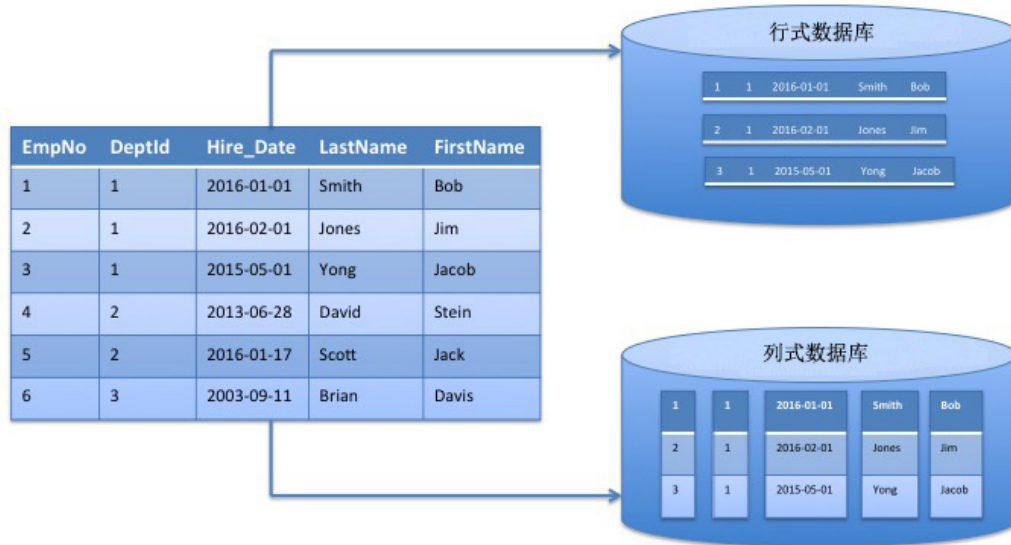 EmpNo DeptId Hire_Date LastName FirstName
1 1 2016-01-01 Smith Bob
2 1 2016-02-01 Jones Jim
3 1 2015-05-01 Yong Jacob
4 2 2013-06-28 David Stein
5 2 2016-01-17 Scott Jack
6 3 2003-09-11 Brian Davis
行式数据库
1 1 2016-01-01 Smith Bob
2 1 2016-02-01 Jones Jim
3 1 2015-05-01 Yong Jacob
列式数据库
1 1 2016-01-01 Smith Bob
2 1 2016-02-01 Jones Jim
3 1 2015-05-01 Yong Jacob